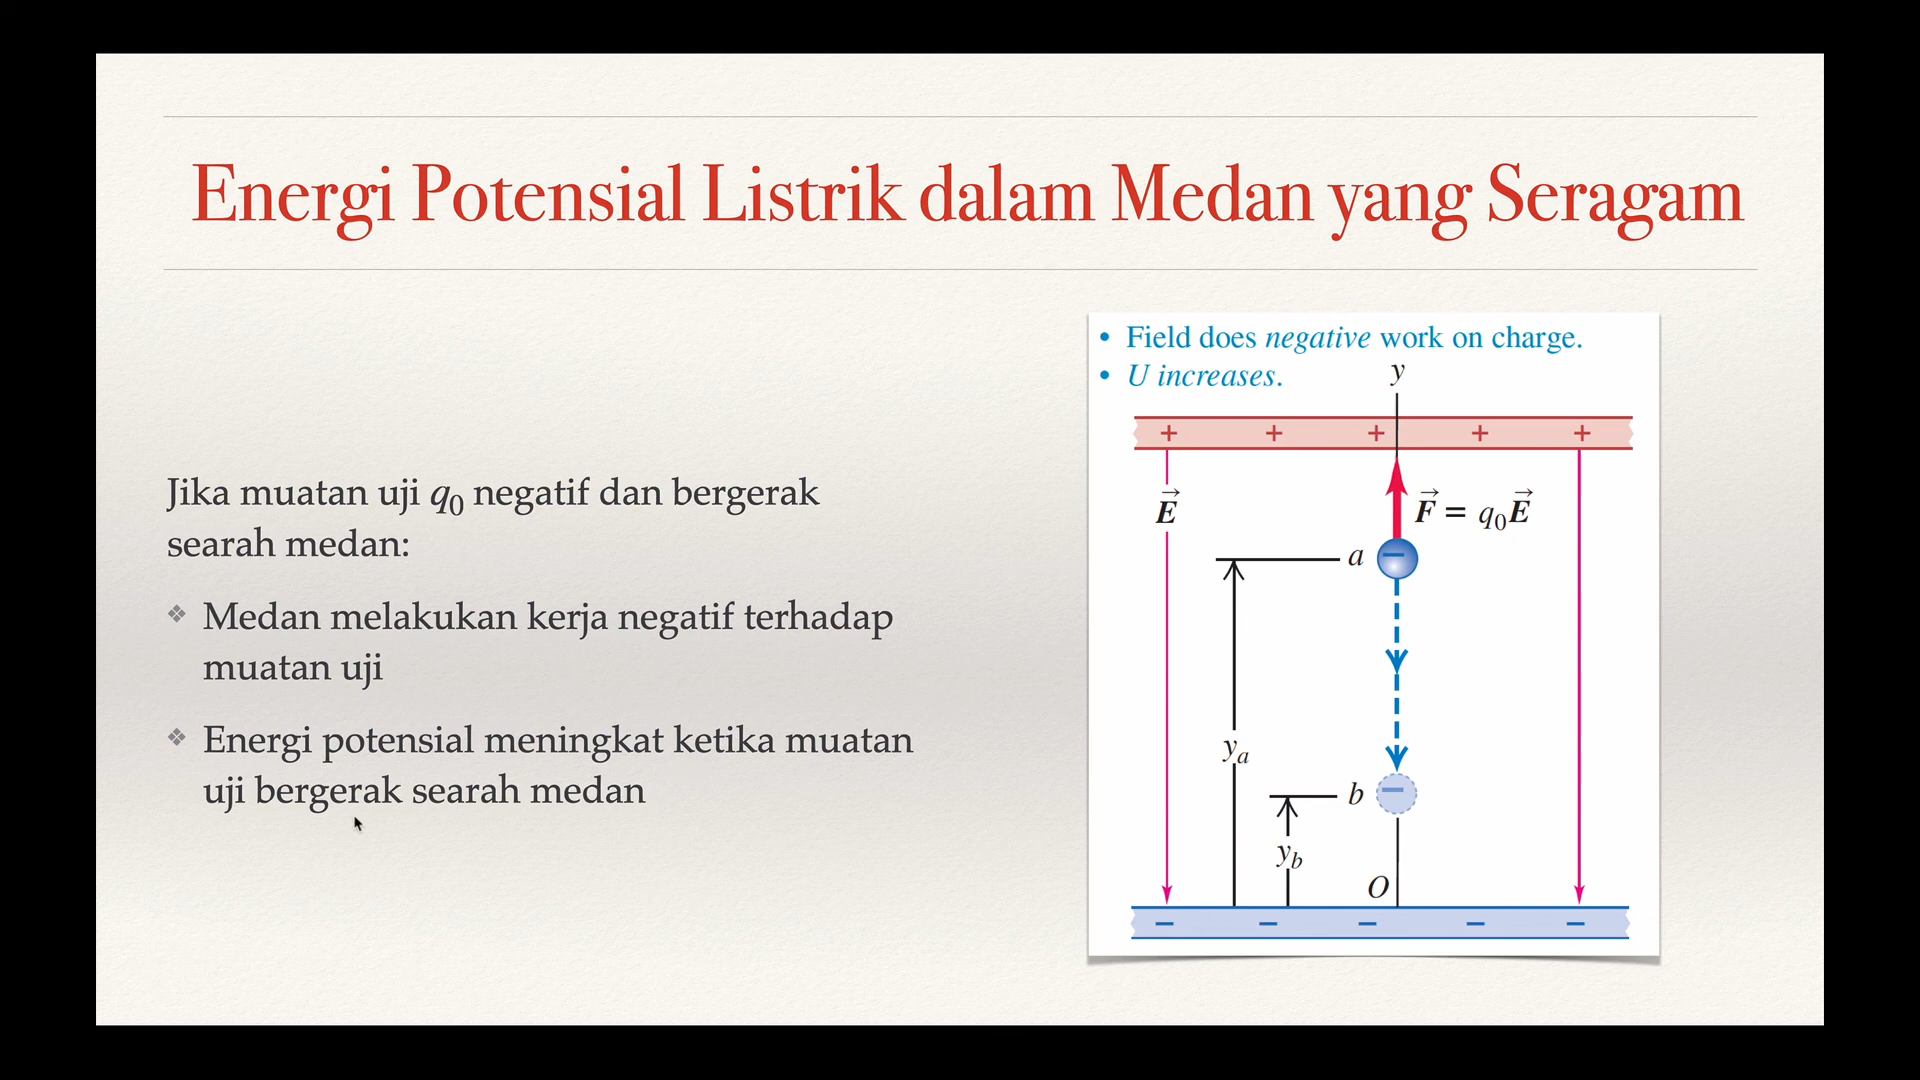 Energi Potensial Listrik dalam Medan yang Seragam
Jika muatan uji q₀ negatif dan bergerak
searah medan:
❖ Medan melakukan kerja negatif terhadap
muatan uji
❖ Energi potensial meningkat ketika muatan
uji bergerak searah medan
• Field does negative work on charge.
• U increases.
y
+ + + + +
E⃗
F⃗ = q₀E⃗
a
−
yₐ
b
−
y_b
O
− − − − −